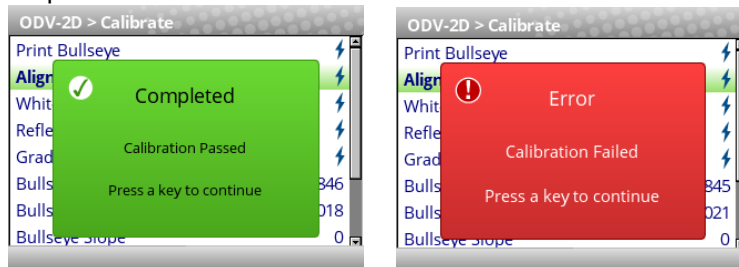 ODV-2D > Calibrate
Print Bullseye
Align
Whit
Refle
Grad
Bulls 846
Bulls 018
Bullseye Slope 0
Completed
Calibration Passed
Press a key to continue
ODV-2D > Calibrate
Print Bullseye
Align
Whit
Refle
Grad
Bulls 845
Bulls 021
Bullseye Slope 0
Error
Calibration Failed
Press a key to continue